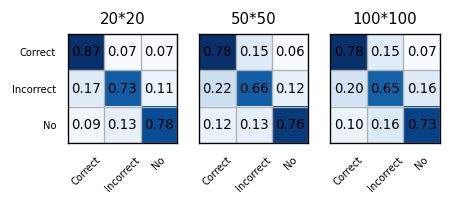 20*20 50*50 100*100
Correct 0.87 0.07 0.07 0.78 0.15 0.06 0.78 0.15 0.07
Incorrect 0.17 0.73 0.11 0.22 0.66 0.12 0.20 0.65 0.16
No 0.09 0.13 0.78 0.12 0.13 0.76 0.10 0.16 0.73
Correct Incorrect No Correct Incorrect No Correct Incorrect No